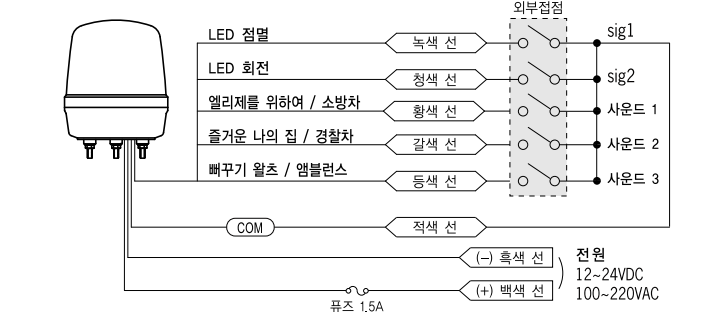 외부접점
LED 점멸 녹색 선 sig1
LED 회전 청색 선 sig2
엘리제를 위하여 / 소방차 황색 선 사운드 1
즐거운 나의 집 / 경찰차 갈색 선 사운드 2
뻐꾸기 왈츠 / 앰블런스 등색 선 사운드 3
COM 적색 선
(-) 흑색 선 전원
12~24VDC
(+) 백색 선 100~220VAC
퓨즈 1.5A